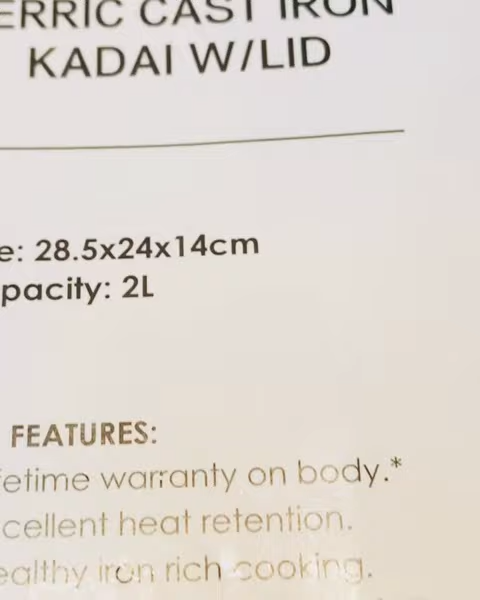 ERRIC CAST IRON
KADAI W/LID
e: 28.5x24x14cm
pacity: 2L
FEATURES:
fetime warranty on body.*
cellent heat retention.
ealthy iron rich cooking.